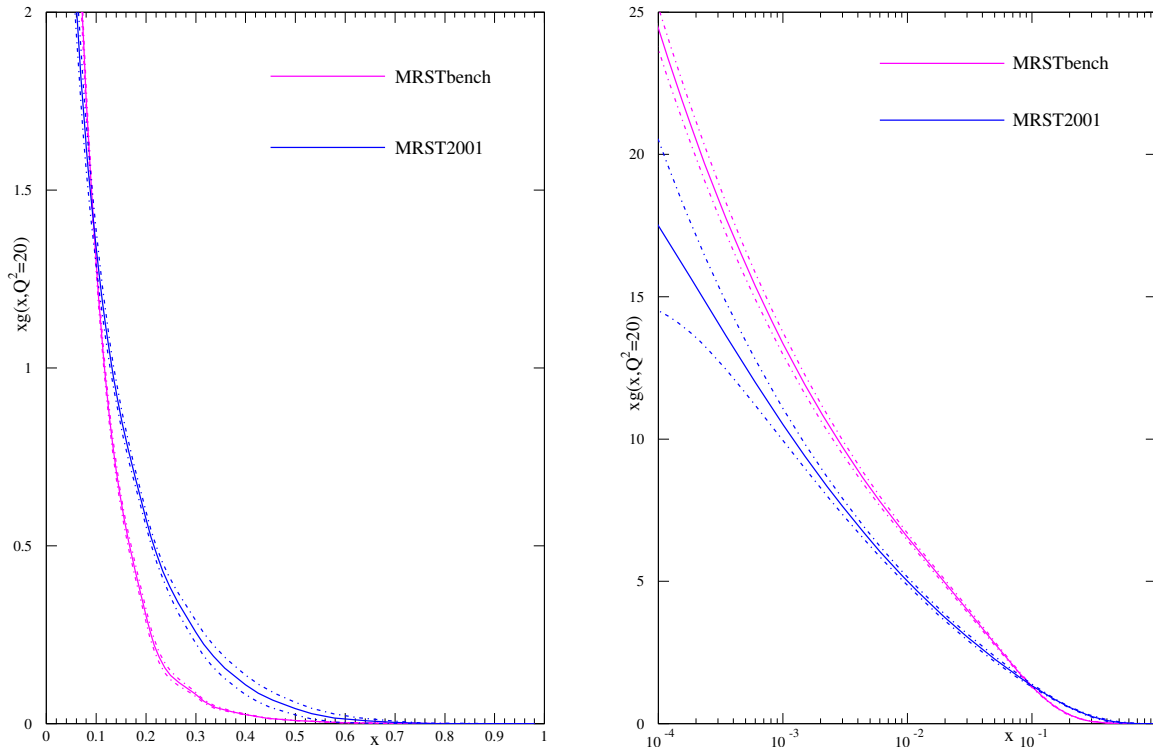 2
1.5
1
0.5
0
xg(x,Q²=20)
MRSTbench
MRST2001
0 0.1 0.2 0.3 0.4 0.5 0.6 0.7 0.8 0.9 1
x
25
20
15
10
5
0
xg(x,Q²=20)
MRSTbench
MRST2001
10⁻⁴ 10⁻³ 10⁻² 10⁻¹
x